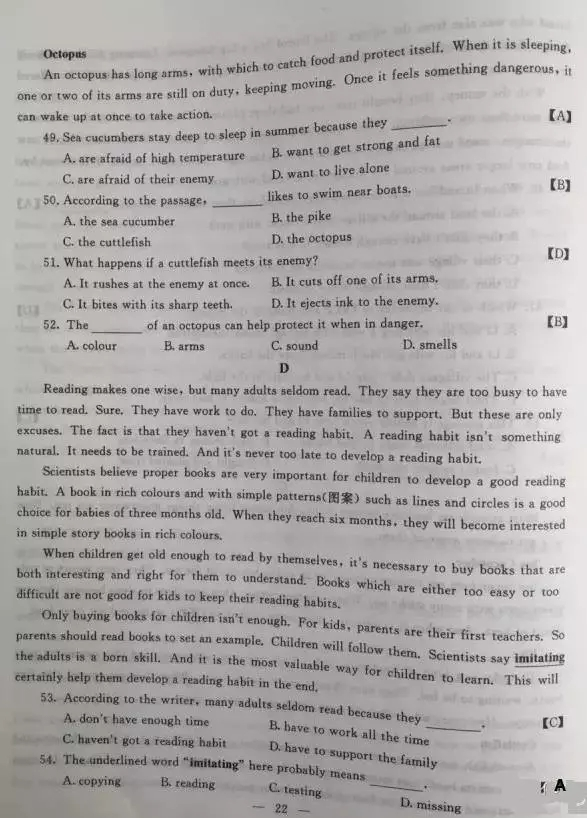 Octopus
An octopus has long arms, with which to catch food and protect itself. When it is sleeping,
one or two of its arms are still on duty, keeping moving. Once it feels something dangerous, it
can wake up at once to take action.
49. Sea cucumbers stay deep to sleep in summer because they ________. 【A】
A. are afraid of high temperature B. want to get strong and fat
C. are afraid of their enemy D. want to live alone
50. According to the passage, ________ likes to swim near boats. 【B】
A. the sea cucumber B. the pike
C. the cuttlefish D. the octopus
51. What happens if a cuttlefish meets its enemy? 【D】
A. It rushes at the enemy at once. B. It cuts off one of its arms.
C. It bites with its sharp teeth. D. It ejects ink to the enemy.
52. The ________ of an octopus can help protect it when in danger. 【B】
A. colour B. arms C. sound D. smells
D
Reading makes one wise, but many adults seldom read. They say they are too busy to have
time to read. Sure. They have work to do. They have families to support. But these are only
excuses. The fact is that they haven't got a reading habit. A reading habit isn't something
natural. It needs to be trained. And it's never too late to develop a reading habit.
Scientists believe proper books are very important for children to develop a good reading
habit. A book in rich colours and with simple patterns(图案) such as lines and circles is a good
choice for babies of three months old. When they reach six months, they will become interested
in simple story books in rich colours.
When children get old enough to read by themselves, it's necessary to buy books that are
both interesting and right for them to understand. Books which are either too easy or too
difficult are not good for kids to keep their reading habits.
Only buying books for children isn't enough. For kids, parents are their first teachers. So
parents should read books to set an example. Children will follow them. Scientists say imitating
the adults is a born skill. And it is the most valuable way for children to learn. This will
certainly help them develop a reading habit in the end.
53. According to the writer, many adults seldom read because they ________. 【C】
A. don't have enough time B. have to work all the time
C. haven't got a reading habit D. have to support the family
54. The underlined word "imitating" here probably means ________. A
A. copying B. reading C. testing D. missing
— 22 —